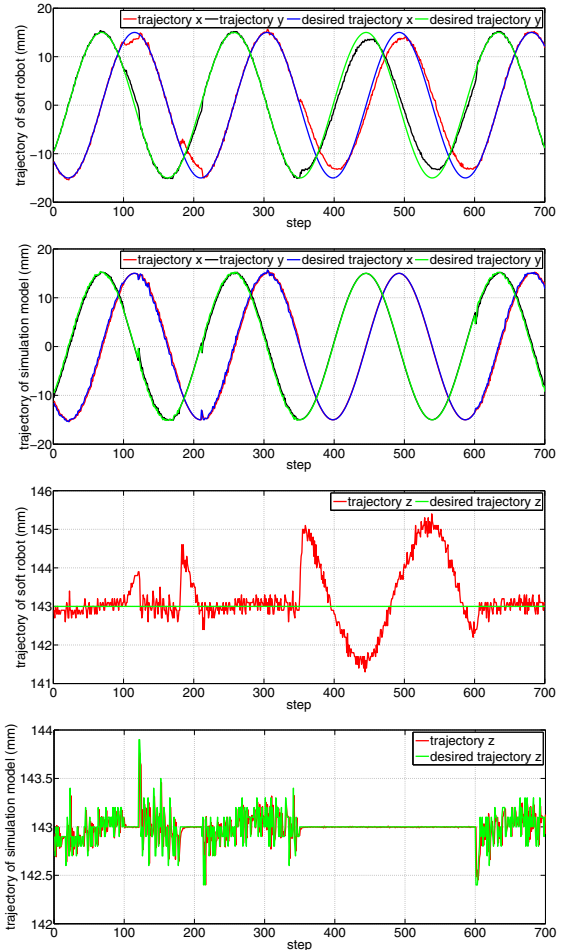 trajectory x trajectory y desired trajectory x desired trajectory y
trajectory of soft robot (mm)
20
10
0
−10
−20
0 100 200 300 400 500 600 700
step
trajectory x trajectory y desired trajectory x desired trajectory y
trajectory of simulation model (mm)
20
10
0
−10
−20
0 100 200 300 400 500 600 700
step
trajectory z desired trajectory z
trajectory of soft robot (mm)
146
145
144
143
142
141
0 100 200 300 400 500 600 700
step
trajectory z
desired trajectory z
trajectory of simulation model (mm)
144
143.5
143
142.5
142
0 100 200 300 400 500 600 700
step